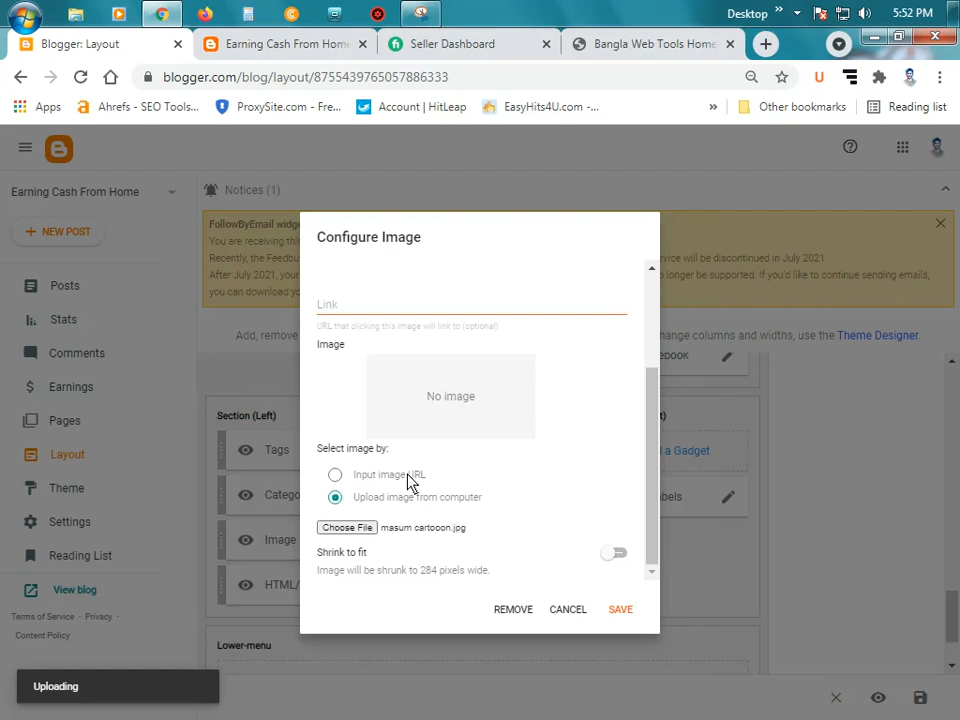 Desktop
»
5:52 PM
Blogger: Layout
Earning Cash From Hom
Seller Dashboard
Bangla Web Tools Home
blogger.com/blog/layout/8755439765057886333
Apps
Ahrefs - SEO Tools...
ProxySite.com - Fre...
Account | HitLeap
EasyHits4U.com -...
»
Other bookmarks
Reading list
Earning Cash From Home
Notices (1)
+ NEW POST
FollowByEmail widg
You are receiving this
Recently, the Feedbu
vice will be discontinued in July 2021.
After July 2021, your
o longer be supported. If you'd like to continue sending emails,
you can download yo
Posts
Stats
Comments
Earnings
Pages
Layout
Theme
Settings
Reading List
View blog
Terms of Service · Privacy ·
Content Policy
Add, remove
hange columns and widths, use the Theme Designer.
ebook
Section (Left)
t)
Tags
d a Gadget
Catego
abels
Image
HTML/
Lower-menu
Configure Image
Link
URL that clicking this image will link to (optional)
Image
No image
Select image by:
Input image URL
Upload image from computer
Choose File masum cartooon.jpg
Shrink to fit
Image will be shrunk to 284 pixels wide.
REMOVE CANCEL SAVE
Uploading